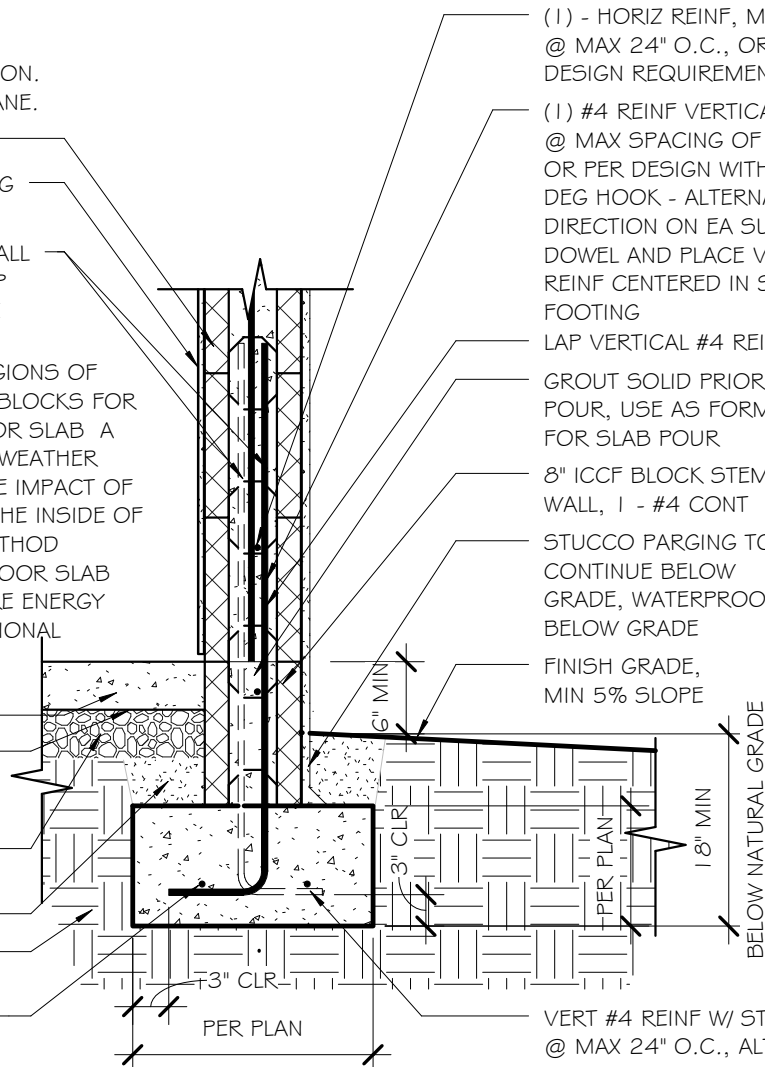 ON.
ANE.
G
ALL
GIONS OF
BLOCKS FOR
OR SLAB A
WEATHER
E IMPACT OF
HE INSIDE OF
THOD
OOR SLAB
RE ENERGY
IONAL
(1) - HORIZ REINF, M
@ MAX 24" O.C., OR
DESIGN REQUIREMEN
(1) #4 REINF VERTICA
@ MAX SPACING OF
OR PER DESIGN WITH
DEG HOOK - ALTERNA
DIRECTION ON EA SU
DOWEL AND PLACE V
REINF CENTERED IN S
FOOTING
LAP VERTICAL #4 REI
GROUT SOLID PRIOR
POUR, USE AS FORM
FOR SLAB POUR
8" ICCF BLOCK STEM
WALL, 1 - #4 CONT
STUCCO PARGING TO
CONTINUE BELOW
GRADE, WATERPROO
BELOW GRADE
FINISH GRADE,
MIN 5% SLOPE
6" MIN
18" MIN
BELOW NATURAL GRADE
PER PLAN
3" CLR
3" CLR
PER PLAN
VERT #4 REINF W/ ST
@ MAX 24" O.C., ALT